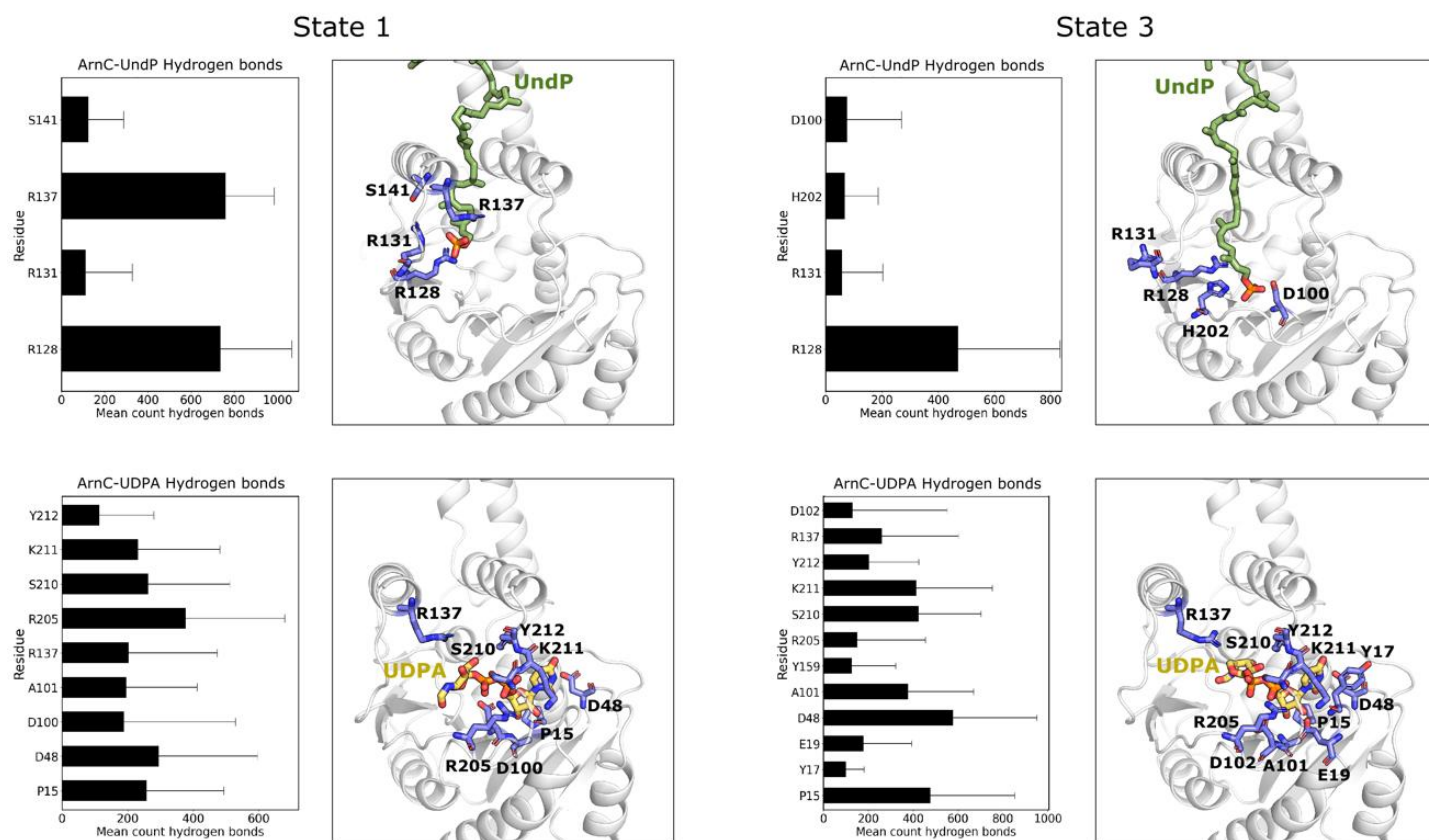 State 1
State 3
ArnC-UndP Hydrogen bonds
Residue
S141
R137
R131
R128
0 200 400 600 800 1000
Mean count hydrogen bonds
UndP
S141
R137
R131
R128
ArnC-UndP Hydrogen bonds
Residue
D100
H202
R131
R128
0 200 400 600 800
Mean count hydrogen bonds
UndP
R131
R128
D100
H202
ArnC-UDPA Hydrogen bonds
Residue
Y212
K211
S210
R205
R137
A101
D100
D48
P15
0 200 400 600
Mean count hydrogen bonds
R137
Y212
S210
K211
UDPA
D48
P15
R205 D100
ArnC-UDPA Hydrogen bonds
Residue
D102
R137
Y212
K211
S210
R205
Y159
A101
D48
E19
Y17
P15
0 200 400 600 800 1000
Mean count hydrogen bonds
R137
Y212
S210
K211
Y17
UDPA
D48
R205
P15
D102
A101
E19